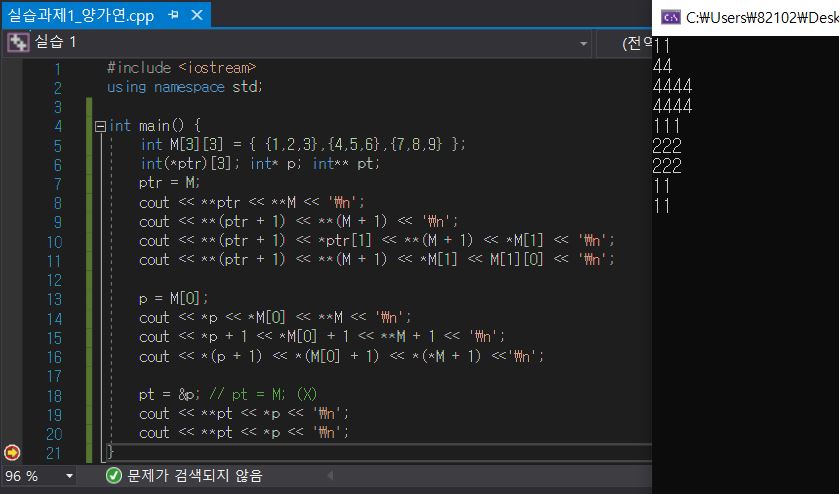 실습과제1_양가연.cpp
C:₩Users₩82102₩Desk
실습 1
(전역
1 #include <iostream>
2 using namespace std;
3
4 int main() {
5 int M[3][3] = { {1,2,3},{4,5,6},{7,8,9} };
6 int(*ptr)[3]; int* p; int** pt;
7 ptr = M;
8 cout << **ptr << **M << '₩n';
9 cout << **(ptr + 1) << **(M + 1) << '₩n';
10 cout << **(ptr + 1) << *ptr[1] << **(M + 1) << *M[1] << '₩n';
11 cout << **(ptr + 1) << **(M + 1) << *M[1] << M[1][0] << '₩n';
12
13 p = M[0];
14 cout << *p << *M[0] << **M << '₩n';
15 cout << *p + 1 << *M[0] + 1 << **M + 1 << '₩n';
16 cout << *(p + 1) << *(M[0] + 1) << *(*M + 1) <<'₩n';
17
18 pt = &p; // pt = M; (X)
19 cout << **pt << *p << '₩n';
20 cout << **pt << *p << '₩n';
21 }
96 % 문제가 검색되지 않음
11
44
4444
4444
111
222
222
11
11